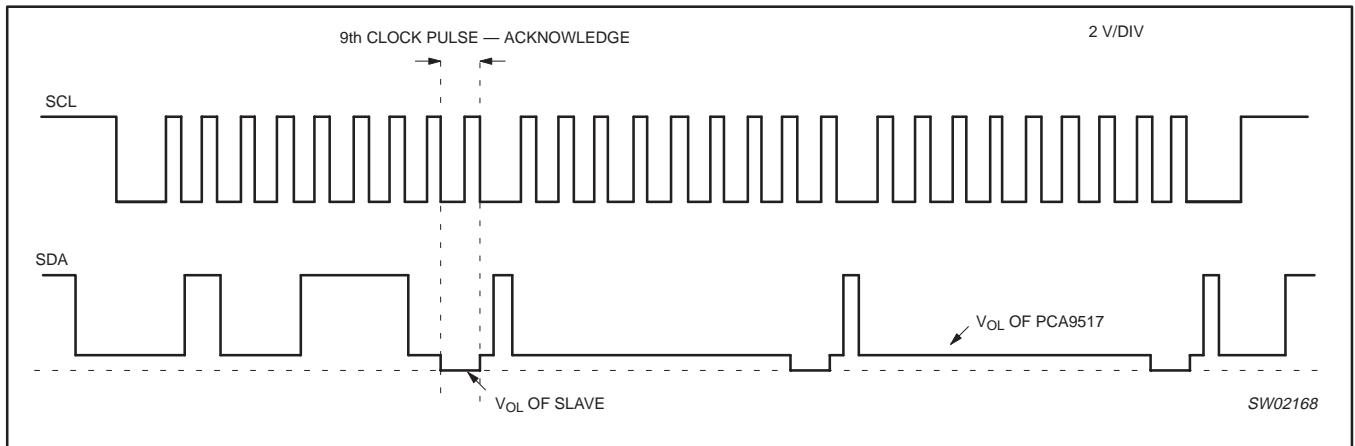 9th CLOCK PULSE — ACKNOWLEDGE
2 V/DIV
SCL
SDA
VOL OF PCA9517
VOL OF SLAVE
SW02168